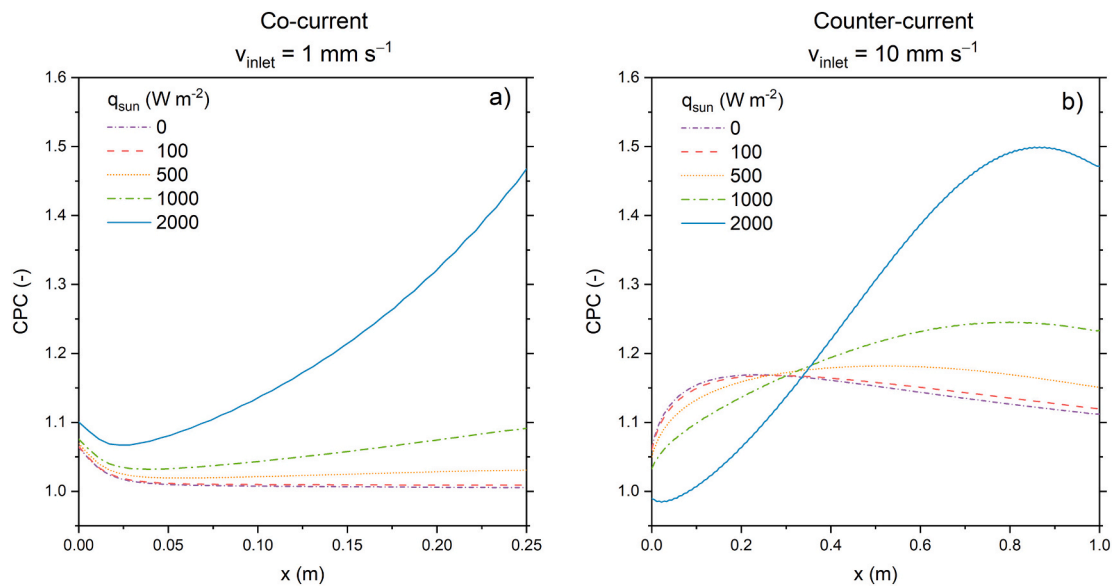 Co-current
v_inlet = 1 mm s⁻¹
a)
q_sun (W m⁻²)
0
100
500
1000
2000
CPC (-)
1.6
1.5
1.4
1.3
1.2
1.1
1.0
0.00 0.05 0.10 0.15 0.20 0.25
x (m)
Counter-current
v_inlet = 10 mm s⁻¹
b)
q_sun (W m⁻²)
0
100
500
1000
2000
CPC (-)
1.6
1.5
1.4
1.3
1.2
1.1
1.0
0.0 0.2 0.4 0.6 0.8 1.0
x (m)